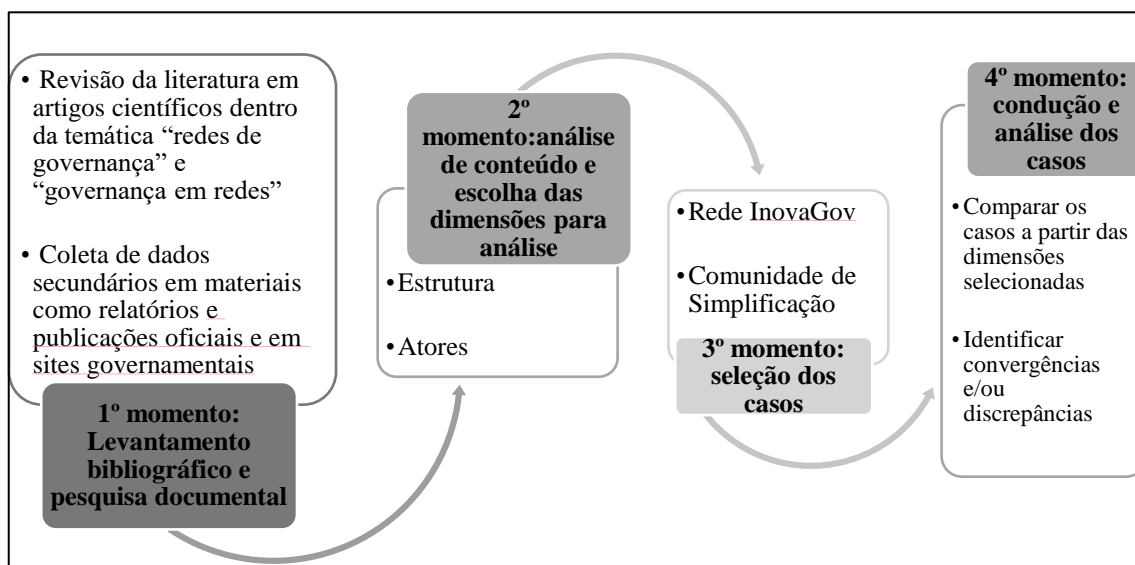 • Revisão da literatura em
artigos científicos dentro
da temática “redes de
governança” e
“governança em redes”
• Coleta de dados
secundários em materiais
como relatórios e
publicações oficiais e em
sites governamentais
1º momento:
Levantamento
bibliográfico e
pesquisa documental
2º
momento:análise
de conteúdo e
escolha das
dimensões para
análise
•Estrutura
•Atores
•Rede InovaGov
•Comunidade de
Simplificação
3º momento:
seleção dos
casos
4º momento:
condução e
análise dos
casos
•Comparar os
casos a partir das
dimensões
selecionadas
•Identificar
convergências
e/ou
discrepâncias